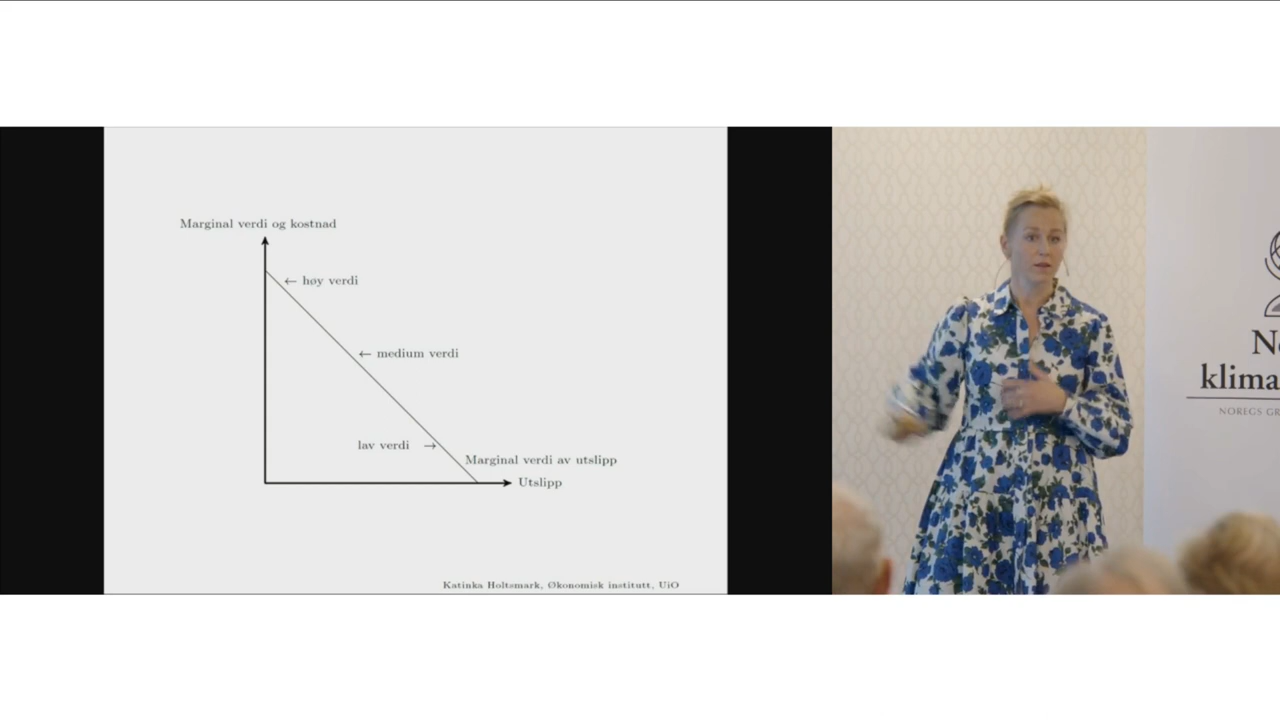 Marginal verdi og kostnad
← høy verdi
← medium verdi
lav verdi →
Marginal verdi av utslipp
Utslipp
Katinka Holtsmark, Økonomisk institutt, UiO
klima
NOREGS